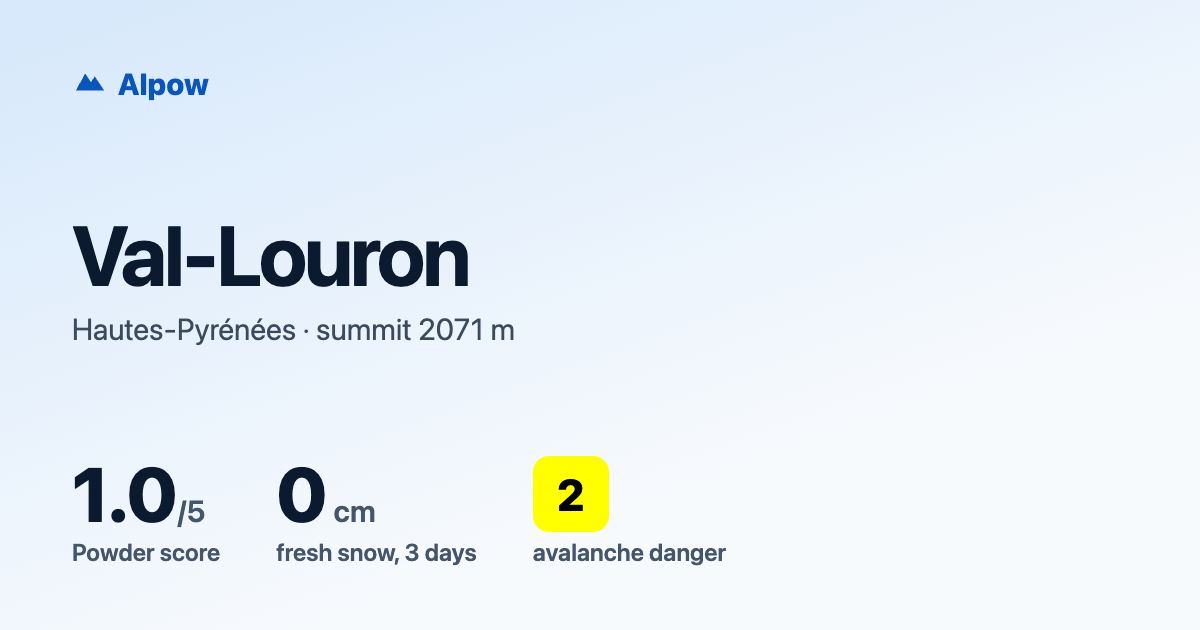 Alpow
Val-Louron
Hautes-Pyrénées · summit 2071 m
1.0/5
Powder score
0 cm
fresh snow, 3 days
2
avalanche danger